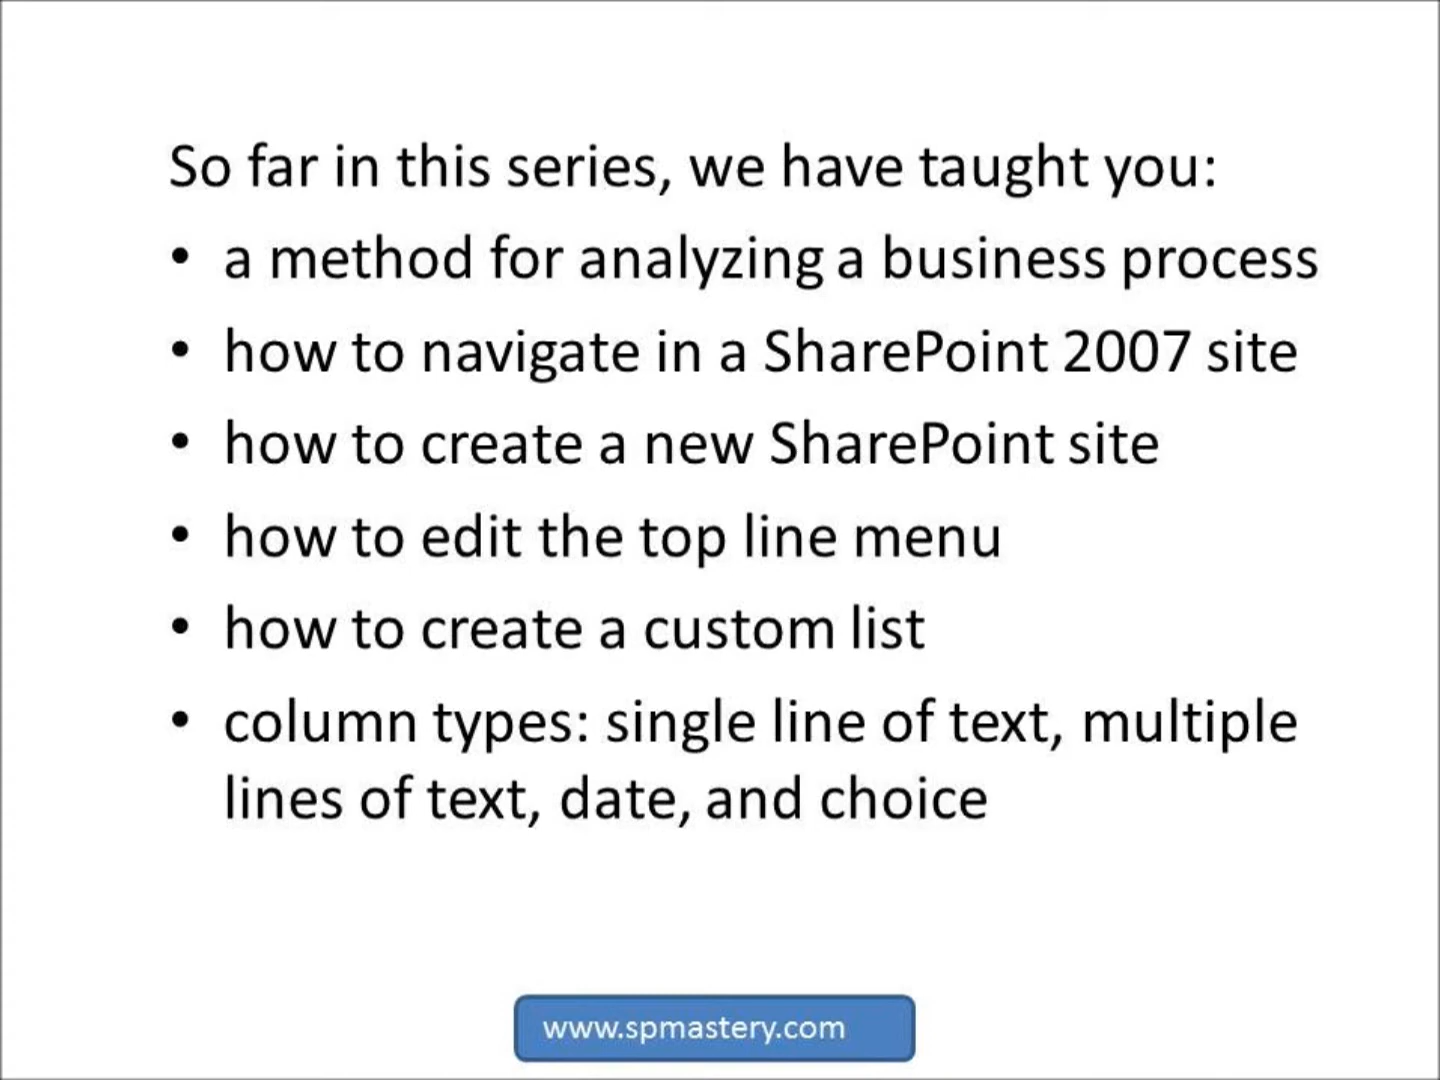 So far in this series, we have taught you:
• a method for analyzing a business process
• how to navigate in a SharePoint 2007 site
• how to create a new SharePoint site
• how to edit the top line menu
• how to create a custom list
• column types: single line of text, multiple
lines of text, date, and choice
www.spmastery.com